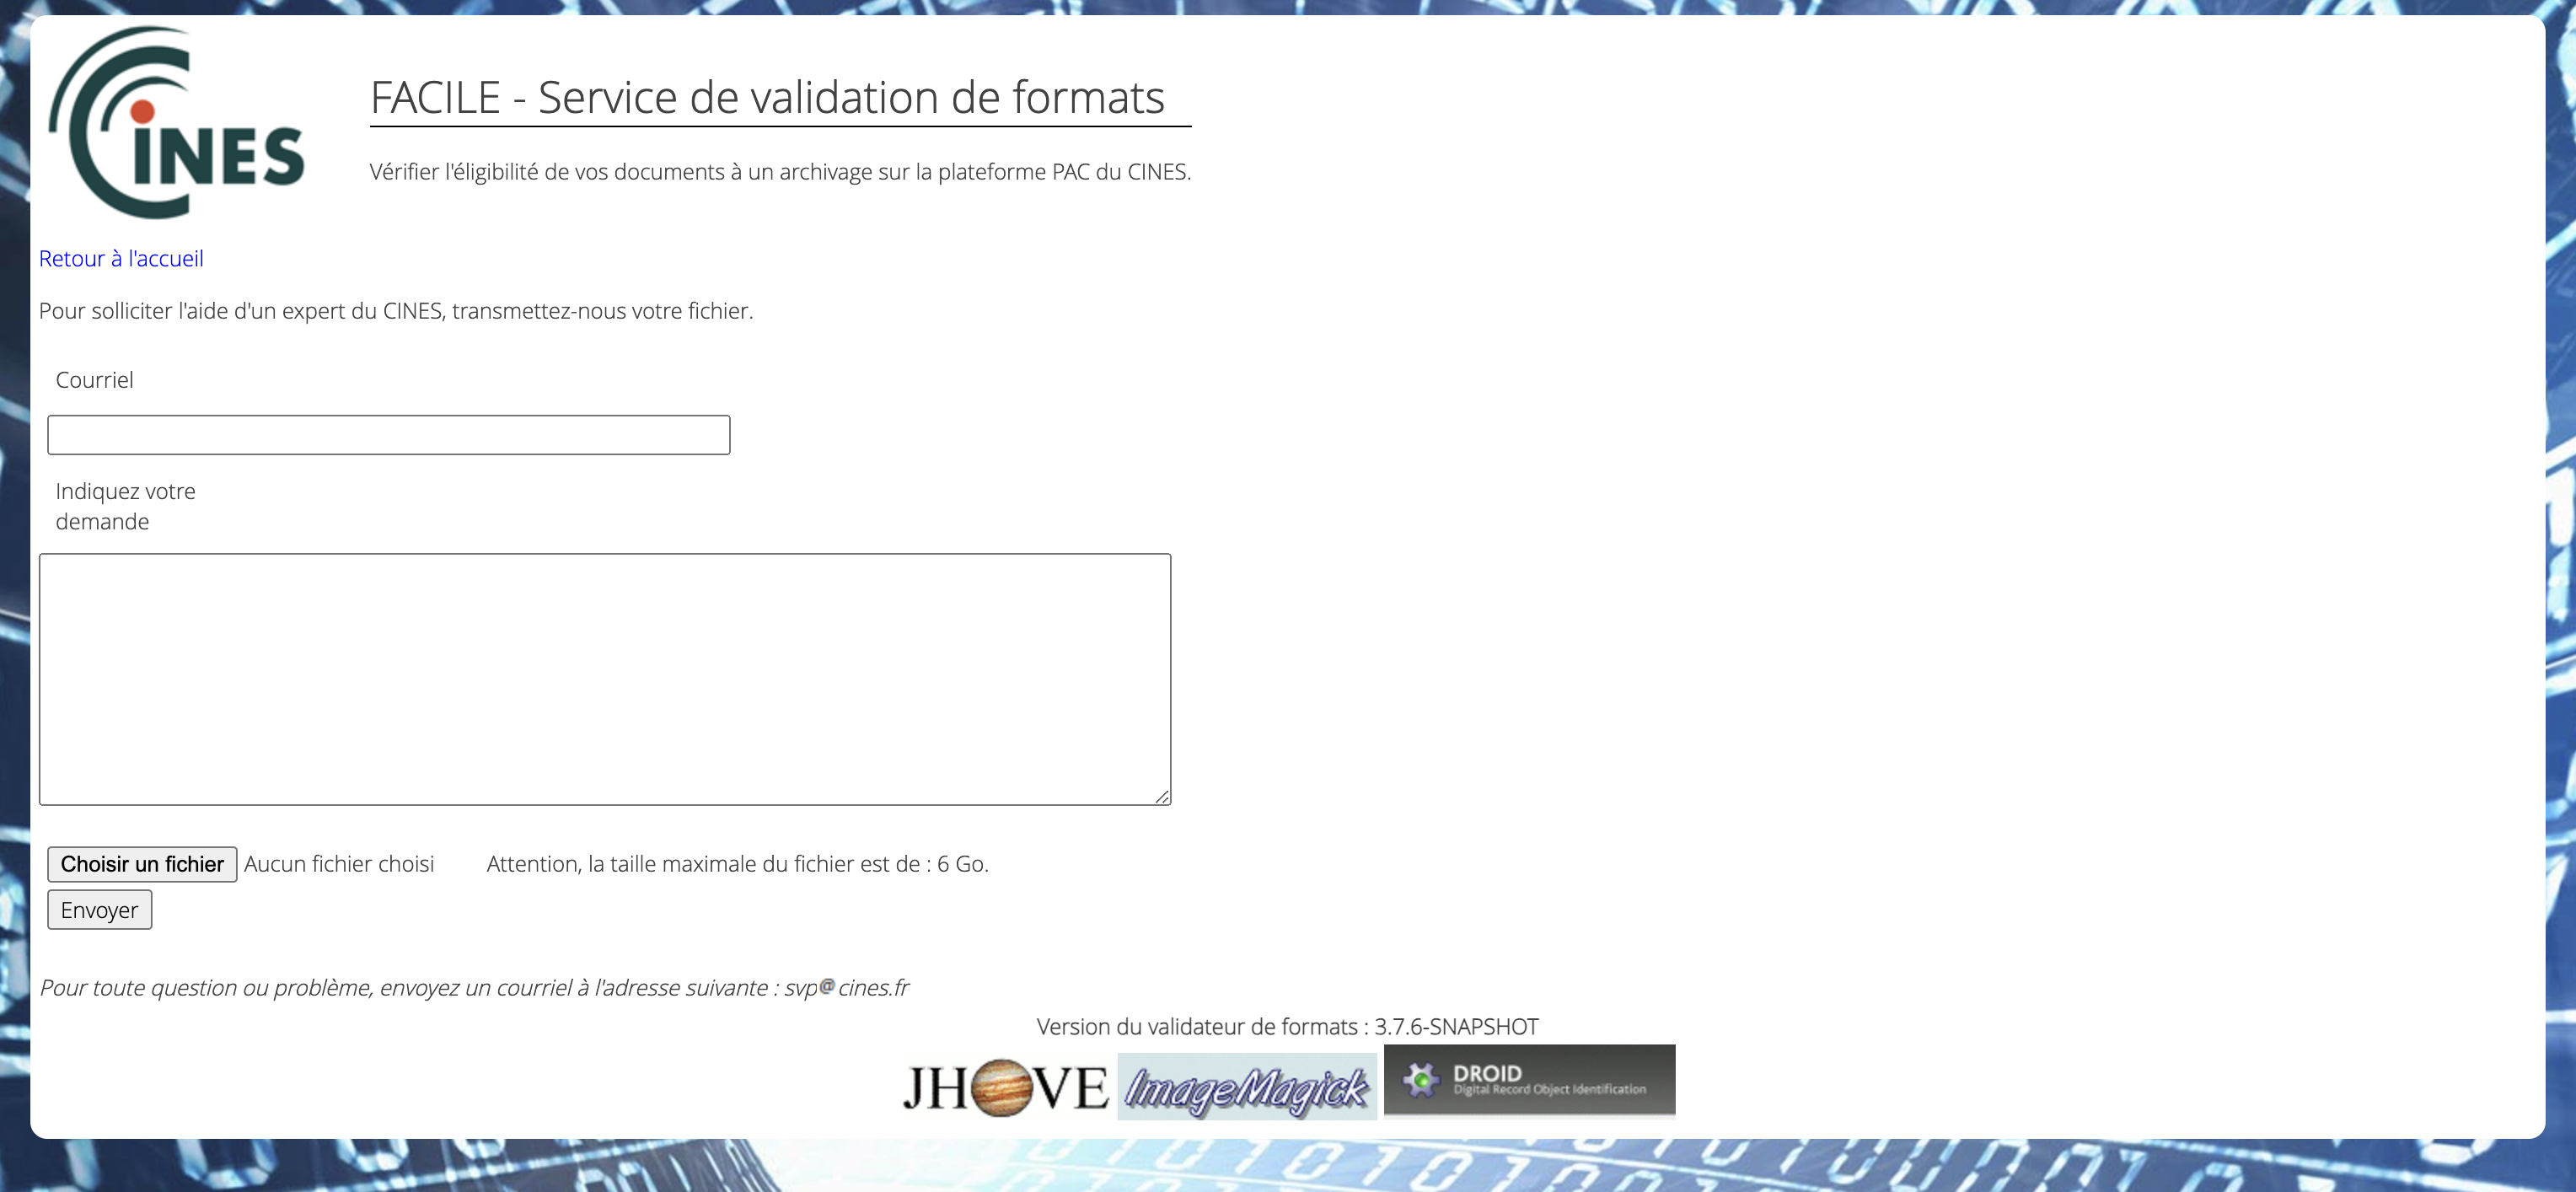 CINES
FACILE - Service de validation de formats
Vérifier l'éligibilité de vos documents à un archivage sur la plateforme PAC du CINES.
Retour à l'accueil
Pour solliciter l'aide d'un expert du CINES, transmettez-nous votre fichier.
Courriel
Indiquez votre
demande
Choisir un fichier Aucun fichier choisi Attention, la taille maximale du fichier est de : 6 Go.
Envoyer
Pour toute question ou problème, envoyez un courriel à l'adresse suivante : svp@cines.fr
Version du validateur de formats : 3.7.6-SNAPSHOT
JHOVE ImageMagick DROID
Digital Record Object Identification